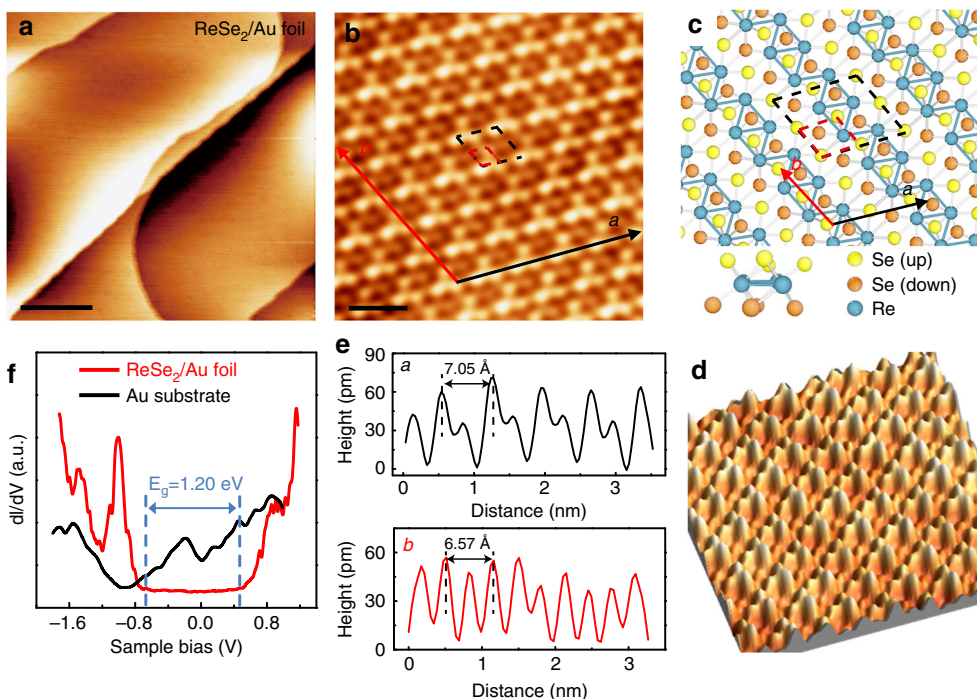 a
ReSe₂/Au foil
b
b
a
c
b
a
Se (up)
Se (down)
Re
f
ReSe₂/Au foil
Au substrate
E_g=1.20 eV
dI/dV (a.u.)
−1.6 −0.8 0.0 0.8
Sample bias (V)
e
a
7.05 Å
90
60
30
0
Height (pm)
0 1 2 3
Distance (nm)
b
6.57 Å
60
30
0
Height (pm)
0 1 2 3
Distance (nm)
d